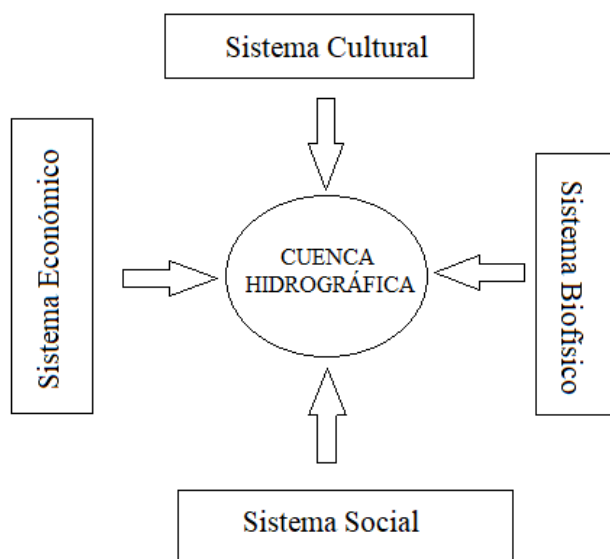 Sistema Cultural
Sistema Económico
CUENCA
HIDROGRÁFICA
Sistema Biofísico
Sistema Social